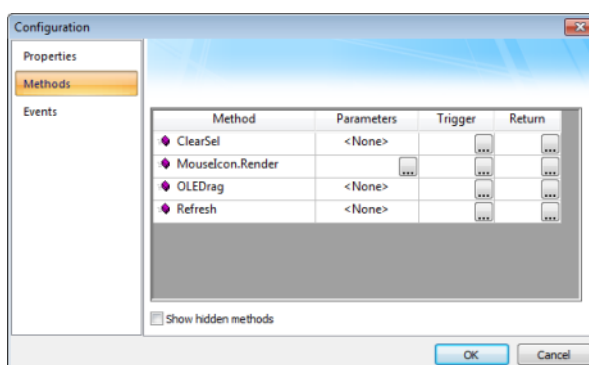 Configuration
Properties
Methods
Events
Method Parameters Trigger Return
ClearSel <None> ... ...
MouseIcon.Render ... ... ...
OLEDrag <None> ... ...
Refresh <None> ... ...
Show hidden methods
OK Cancel